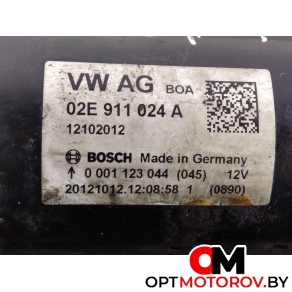 VW AG BOA
02E 911 024 A
12102012
BOSCH Made in Germany
0 001 123 044 (045) 12V
20121012.12:08:58 1 (0890)
CM
OPTMOTOROV.BY